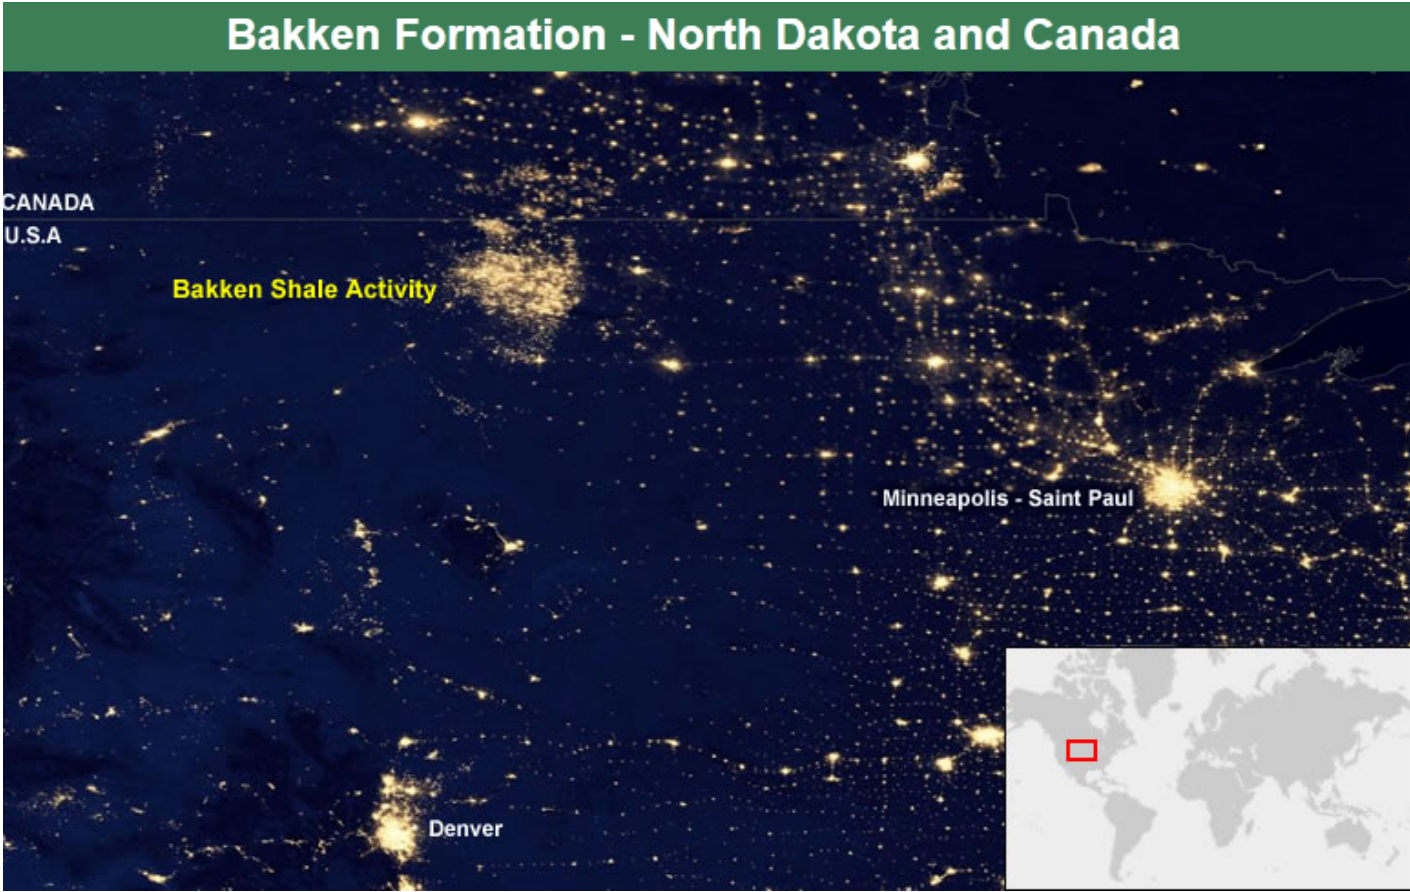 Bakken Formation - North Dakota and Canada
CANADA
U.S.A
Bakken Shale Activity
Minneapolis - Saint Paul
Denver